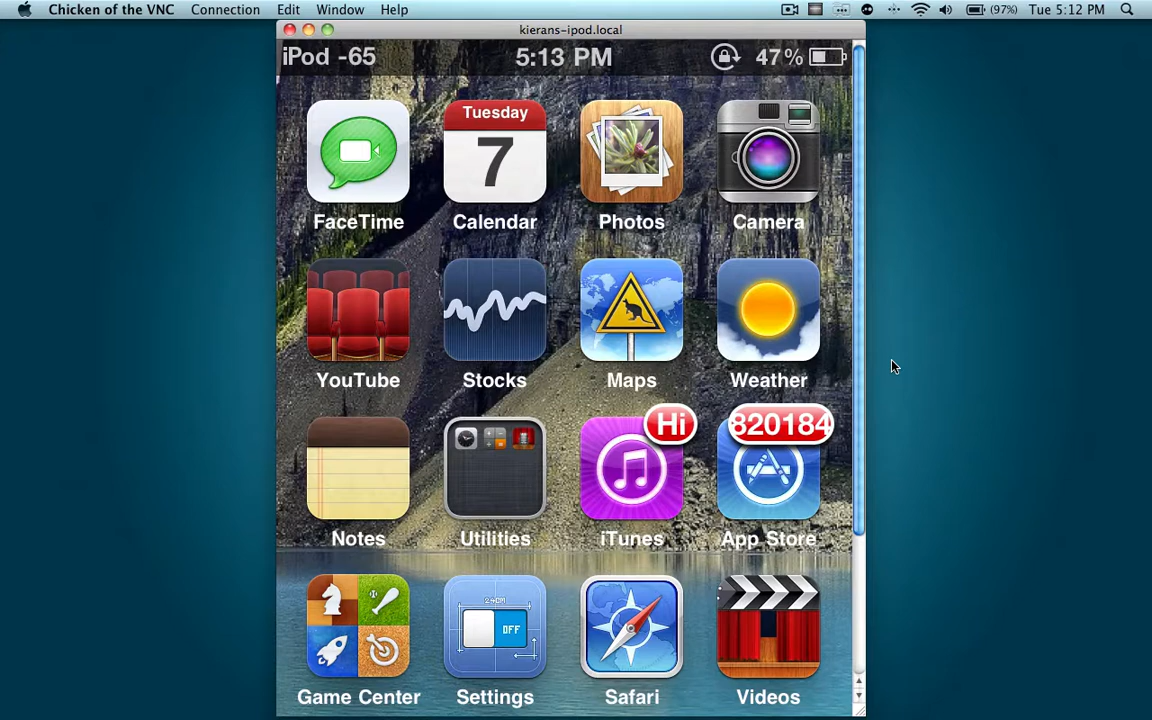 Chicken of the VNC Connection Edit Window Help (97%) Tue 5:12 PM
kierans-ipod.local
iPod -65 5:13 PM 47%
Tuesday
7
FaceTime Calendar Photos Camera
YouTube Stocks Maps Weather
Hi 820184
Notes Utilities iTunes App Store
24CM
OFF
Game Center Settings Safari Videos